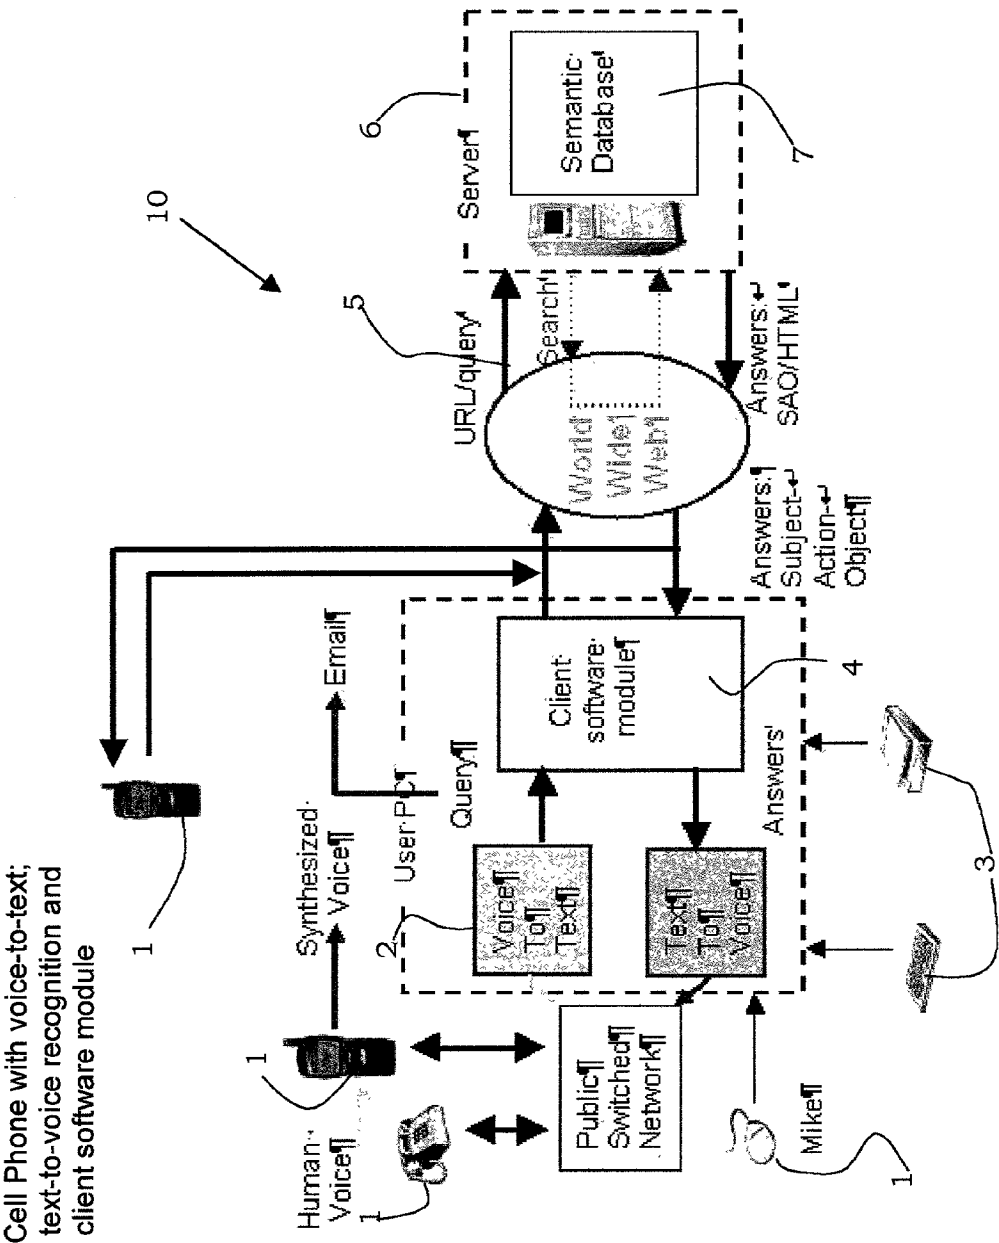 Cell Phone with voice-to-text;
text-to-voice recognition and
client software module
1
10
Human··
Voice¶
1
1
Synthesized·
Voice¶
Email¶
User·PC¶
2
Voice¶
To¶
Text¶
Query¶
Client·
software·
module¶
4
Text¶
To¶
Voice¶
Answers'
Public¶
Switched¶
Network¶
Mike¶
1
3
Answers:¶
Subject-↵
Action-↵
Object¶
World
Wide¶
Web¶
5
URL/query¶
Search¶
Answers:↵
SAO/HTML¶
Server¶
6
Semantic·
Database¶
7